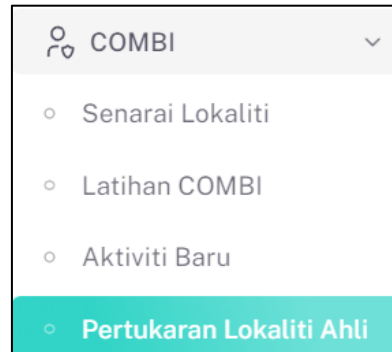 COMBI
Senarai Lokaliti
Latihan COMBI
Aktiviti Baru
Pertukaran Lokaliti Ahli